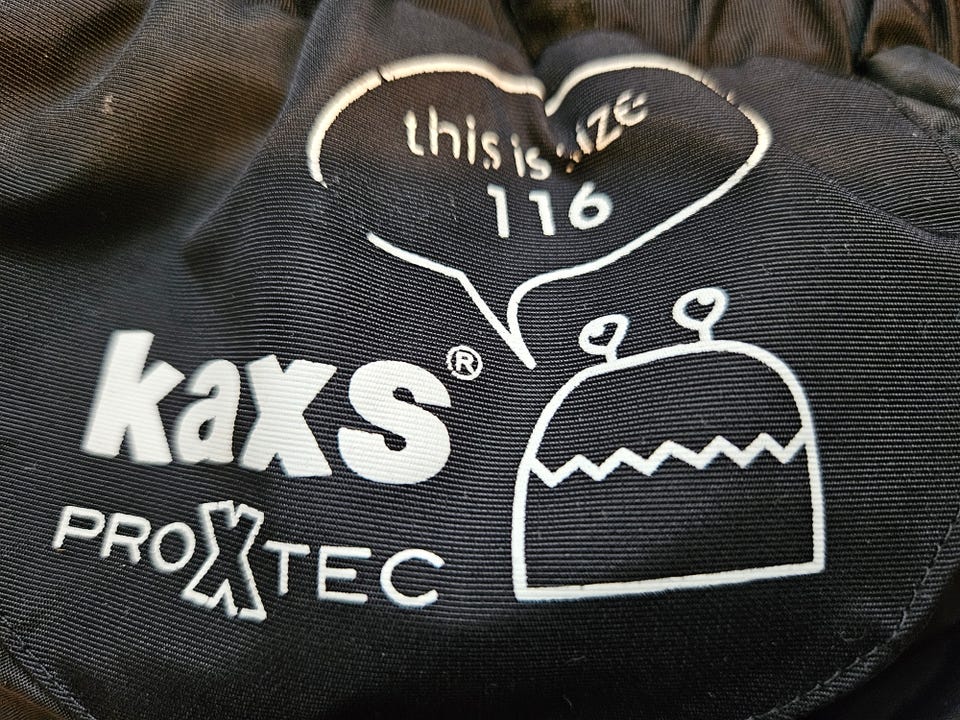 this is size
116
kaxs®
PROXTEC